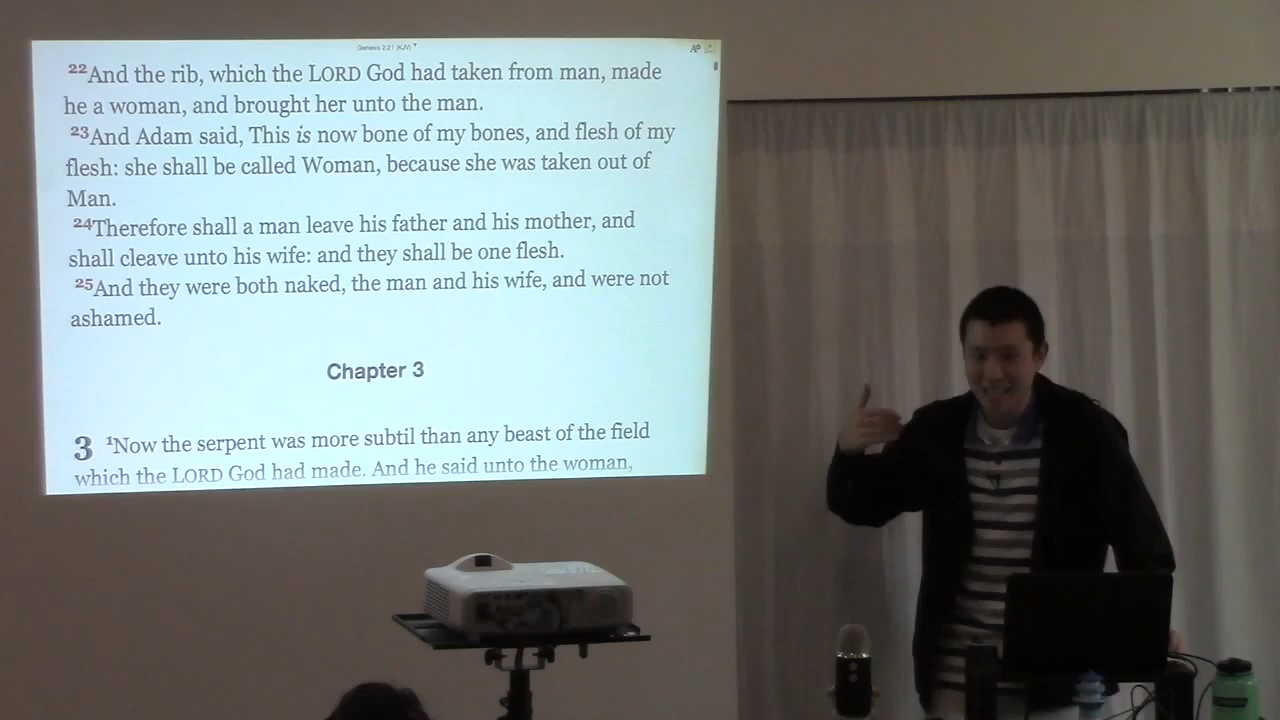 Genesis 2:21 (KJV)
22And the rib, which the LORD God had taken from man, made
he a woman, and brought her unto the man.
23And Adam said, This is now bone of my bones, and flesh of my
flesh: she shall be called Woman, because she was taken out of
Man.
24Therefore shall a man leave his father and his mother, and
shall cleave unto his wife: and they shall be one flesh.
25And they were both naked, the man and his wife, and were not
ashamed.
Chapter 3
3 1Now the serpent was more subtil than any beast of the field
which the LORD God had made. And he said unto the woman,